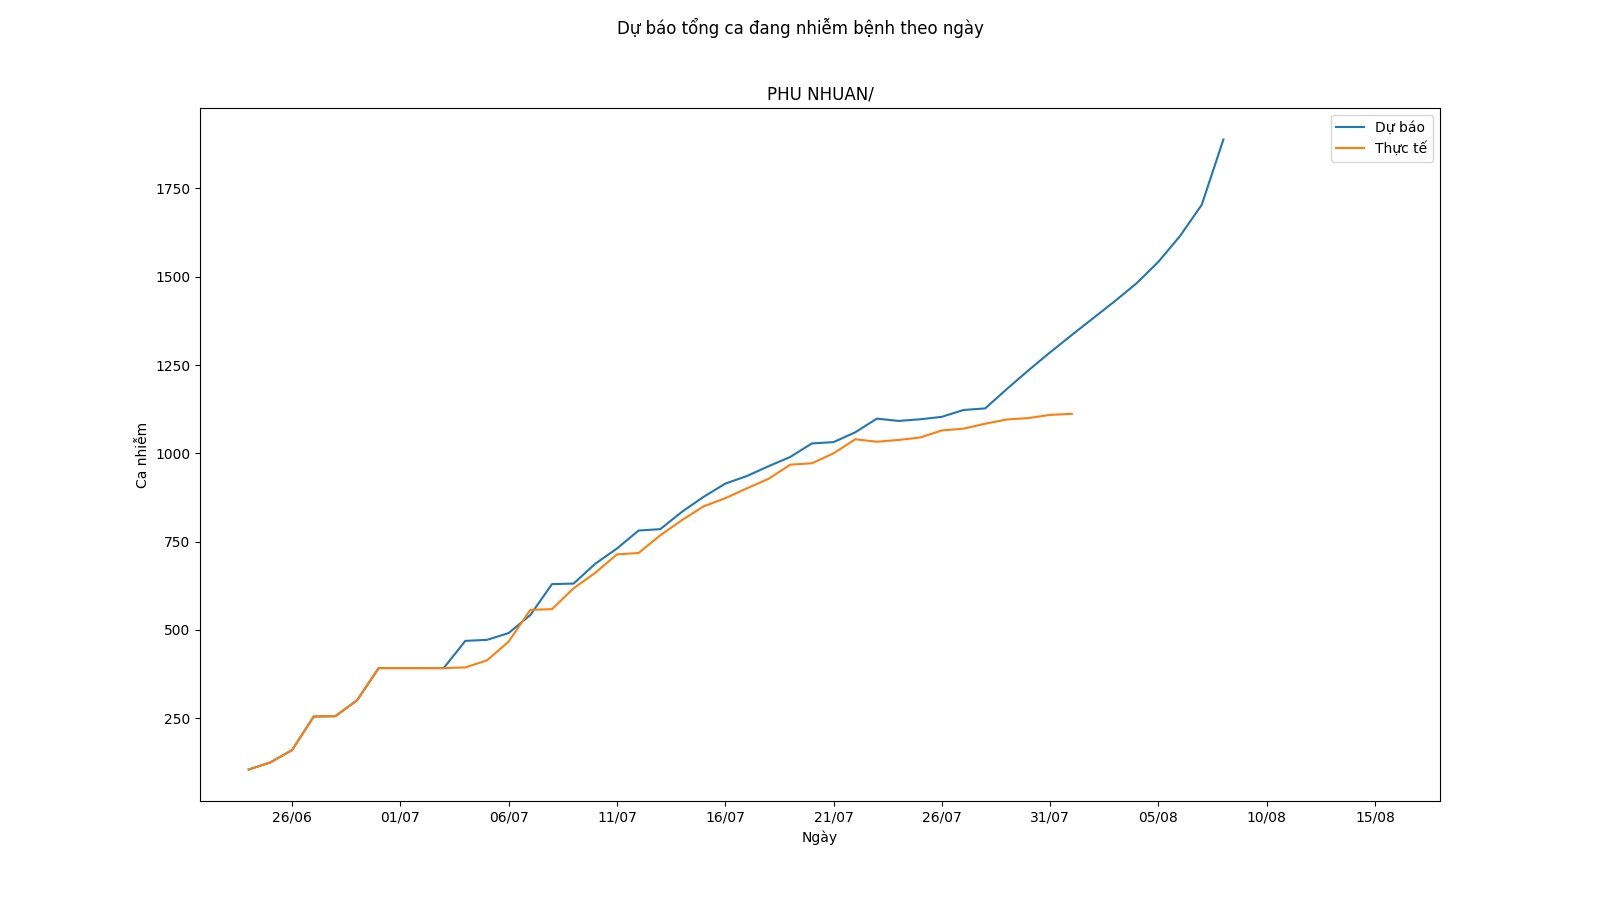 Dự báo tổng ca đang nhiễm bệnh theo ngày
PHU NHUAN/
Dự báo
Thực tế
1750
1500
1250
1000
750
500
250
Ca nhiễm
26/06 01/07 06/07 11/07 16/07 21/07 26/07 31/07 05/08 10/08 15/08
Ngày